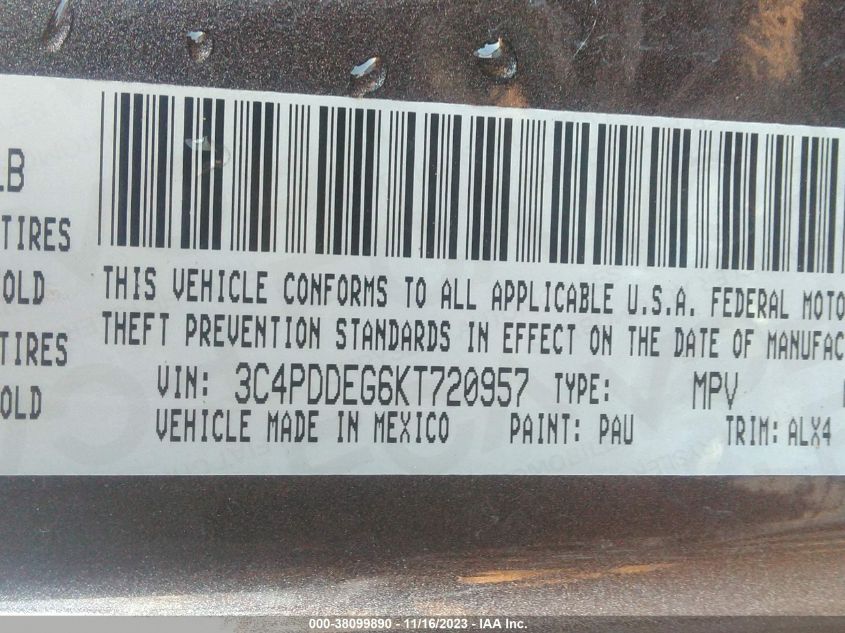 LB
TIRES
OLD
TIRES
OLD
THIS VEHICLE CONFORMS TO ALL APPLICABLE U.S.A. FEDERAL MOTO
THEFT PREVENTION STANDARDS IN EFFECT ON THE DATE OF MANUFAC
VIN: 3C4PDDEG6KT720957 TYPE: MPV
VEHICLE MADE IN MEXICO PAINT: PAU TRIM: ALX4
000-38099890 - 11/16/2023 - IAA Inc.